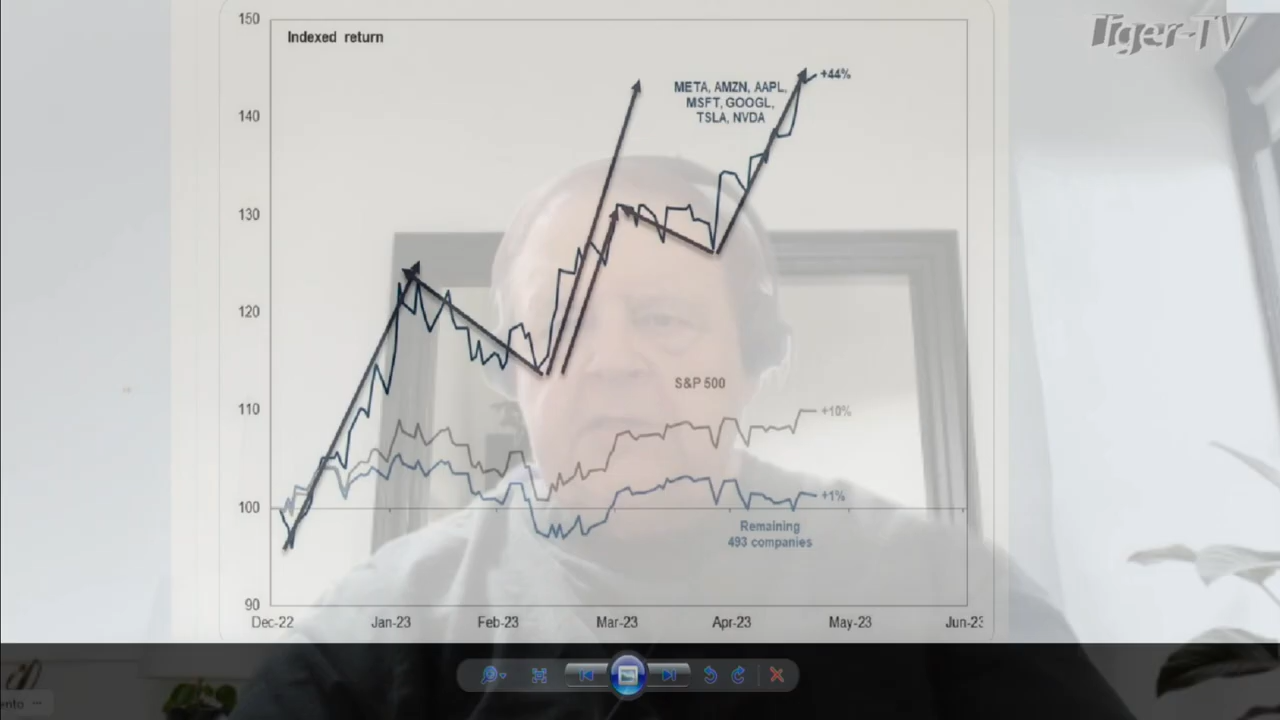 150
Indexed return
Tiger-TV
+44%
META, AMZN, AAPL,
MSFT, GOOGL,
TSLA, NVDA
140
130
120
S&P 500
110
+10%
100
+1%
Remaining
493 companies
90
Dec-22 Jan-23 Feb-23 Mar-23 Apr-23 May-23 Jun-23
ento